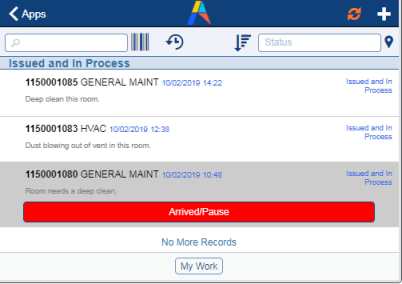 Apps
Status
Issued and In Process
1150001085 GENERAL MAINT 10/02/2019 14:22 Issued and In Process
Deep clean this room.
1150001083 HVAC 10/02/2019 12:38 Issued and In Process
Dust blowing out of vent in this room.
1150001080 GENERAL MAINT 10/02/2019 10:48 Issued and In Process
Room needs a deep clean,
Arrived/Pause
No More Records
My Work